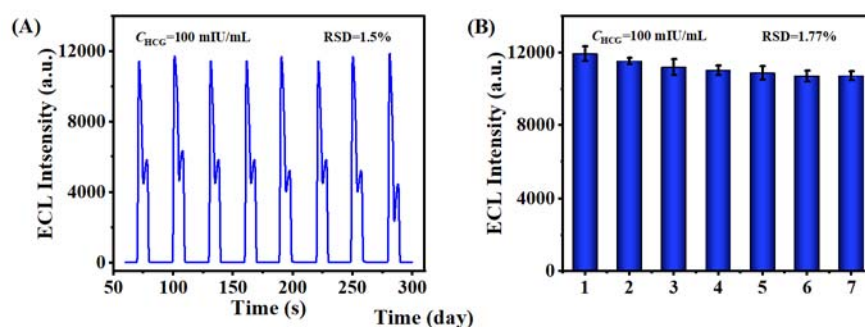 (A)
C_HCG=100 mIU/mL RSD=1.5%
ECL Intsensity (a.u.)
12000
8000
4000
0
50 100 150 200 250 300
Time (s)
Time (day)
(B)
C_HCG=100 mIU/mL RSD=1.77%
ECL Intensity (a.u.)
12000
8000
4000
0
1 2 3 4 5 6 7